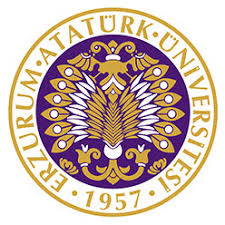 ERZURUM · ATATÜRK · ÜNİVERSİTESİ
· 1957 ·